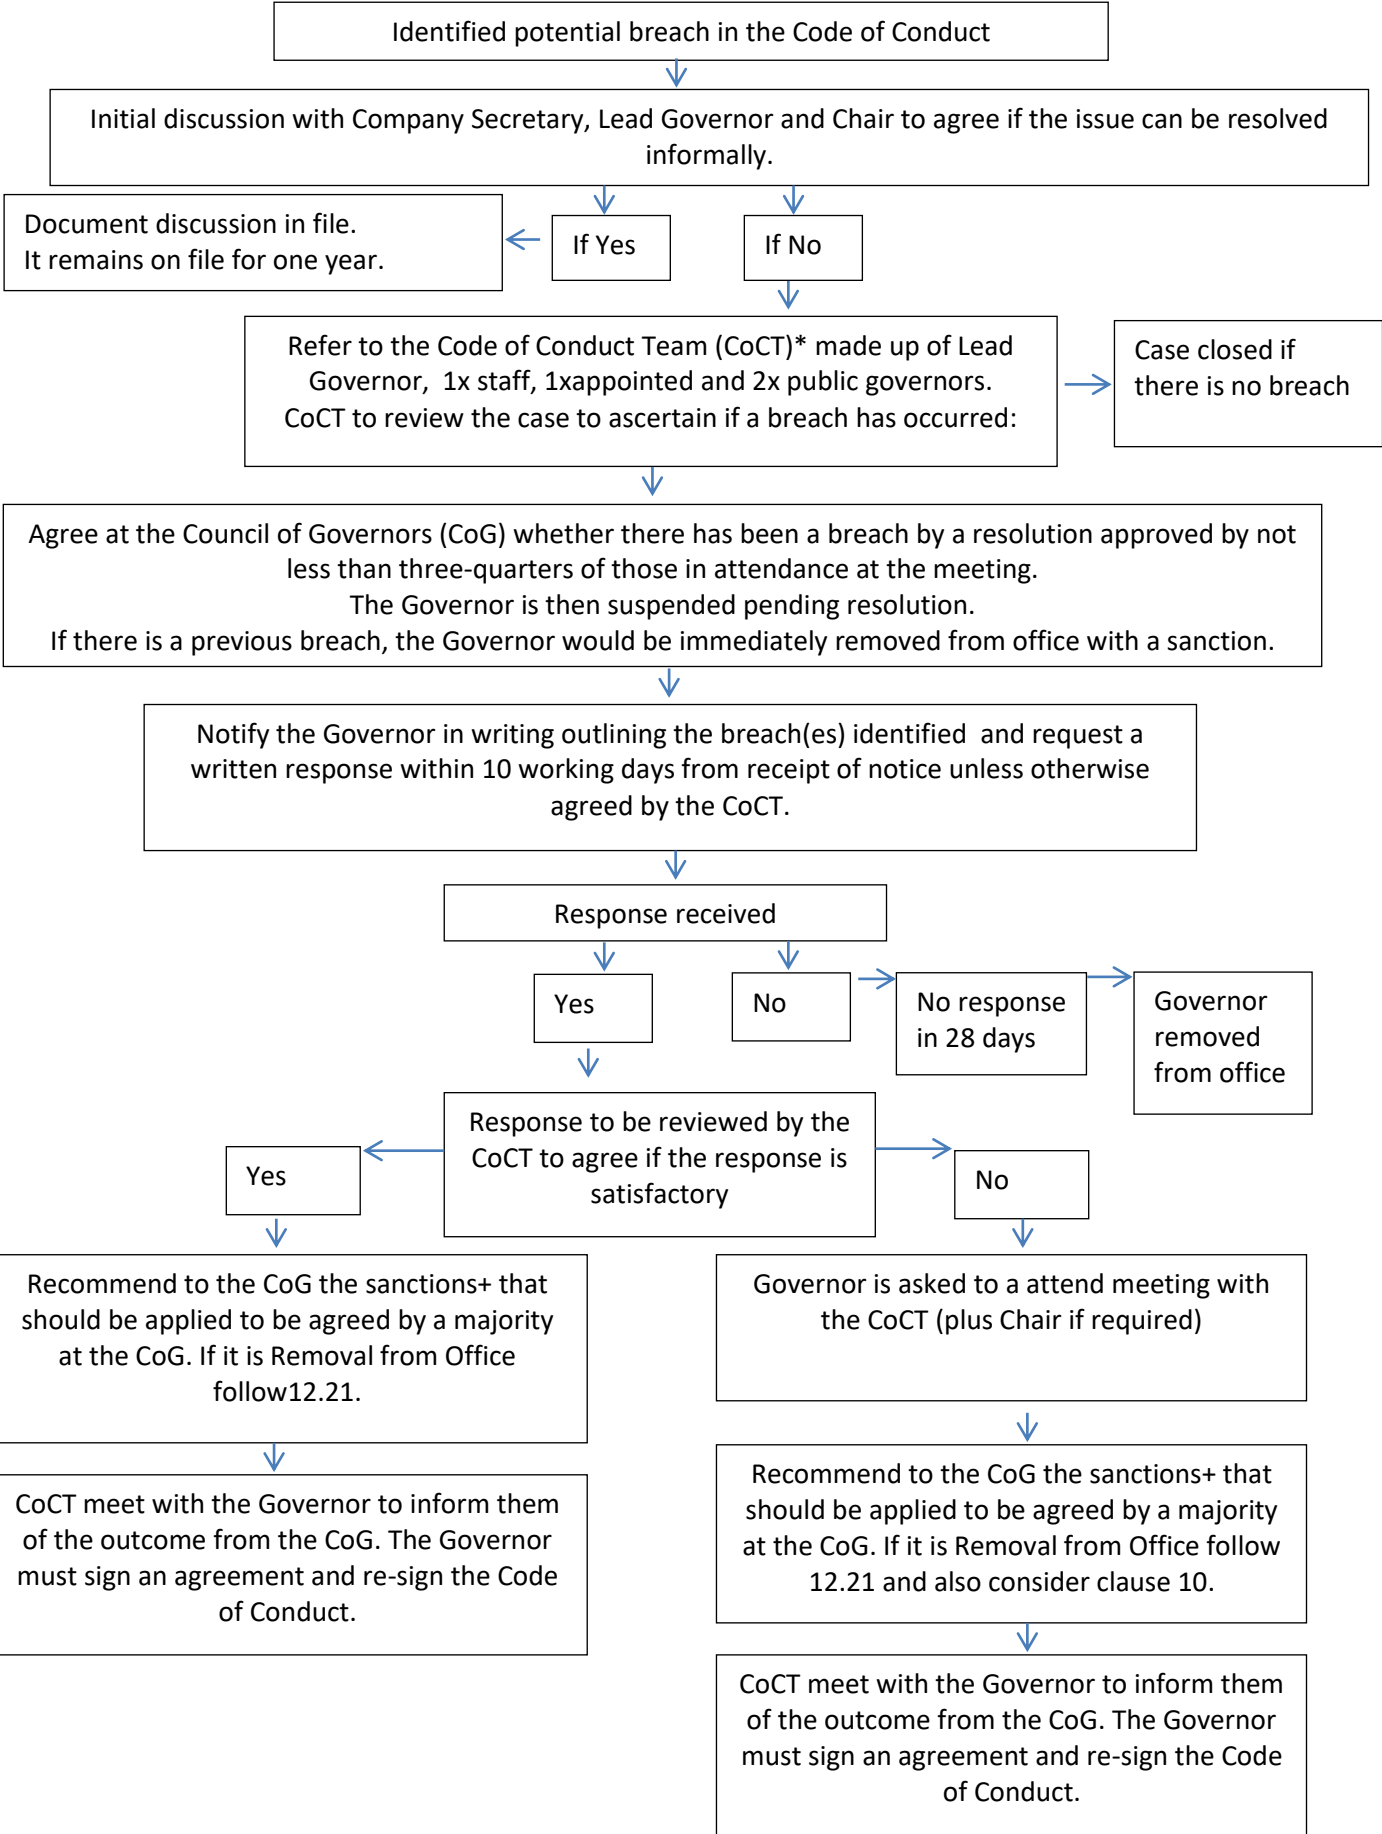 Identified potential breach in the Code of Conduct
Initial discussion with Company Secretary, Lead Governor and Chair to agree if the issue can be resolved
informally.
Document discussion in file.
It remains on file for one year.
If Yes
If No
Refer to the Code of Conduct Team (CoCT)* made up of Lead
Governor, 1x staff, 1xappointed and 2x public governors.
CoCT to review the case to ascertain if a breach has occurred:
Case closed if
there is no breach
Agree at the Council of Governors (CoG) whether there has been a breach by a resolution approved by not
less than three-quarters of those in attendance at the meeting.
The Governor is then suspended pending resolution.
If there is a previous breach, the Governor would be immediately removed from office with a sanction.
Notify the Governor in writing outlining the breach(es) identified and request a
written response within 10 working days from receipt of notice unless otherwise
agreed by the CoCT.
Response received
Yes
No
No response
in 28 days
Governor
removed
from office
Response to be reviewed by the
CoCT to agree if the response is
satisfactory
Yes
No
Recommend to the CoG the sanctions+ that
should be applied to be agreed by a majority
at the CoG. If it is Removal from Office
follow12.21.
CoCT meet with the Governor to inform them
of the outcome from the CoG. The Governor
must sign an agreement and re-sign the Code
of Conduct.
Governor is asked to a attend meeting with
the CoCT (plus Chair if required)
Recommend to the CoG the sanctions+ that
should be applied to be agreed by a majority
at the CoG. If it is Removal from Office follow
12.21 and also consider clause 10.
CoCT meet with the Governor to inform them
of the outcome from the CoG. The Governor
must sign an agreement and re-sign the Code
of Conduct.